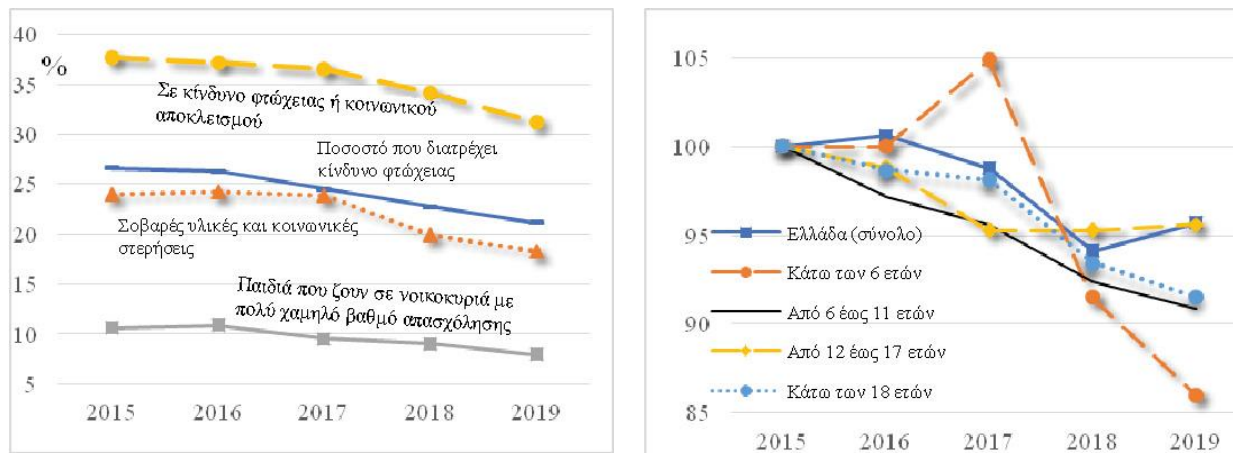 40
%
35
30
25
20
15
10
5
Σε κίνδυνο φτώχειας ή κοινωνικού
αποκλεισμού
Ποσοστό που διατρέχει
κίνδυνο φτώχειας
Σοβαρές υλικές και κοινωνικές
στερήσεις
Παιδιά που ζουν σε νοικοκυριά με
πολύ χαμηλό βαθμό απασχόλησης
2015 2016 2017 2018 2019
105
100
95
90
85
Ελλάδα (σύνολο)
Κάτω των 6 ετών
Από 6 έως 11 ετών
Από 12 έως 17 ετών
Κάτω των 18 ετών
2015 2016 2017 2018 2019